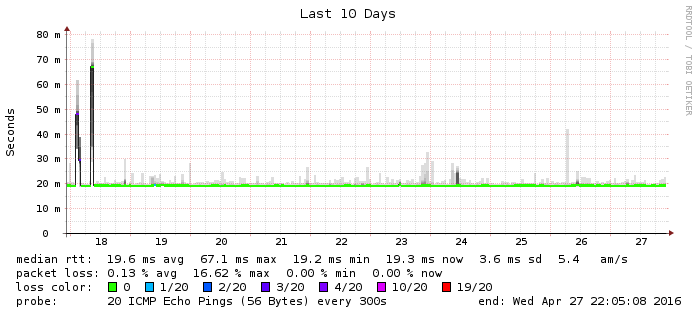 Last 10 Days
RRDTOOL / TOBI OETIKER
Seconds
80 m
70 m
60 m
50 m
40 m
30 m
20 m
10 m
0
18 19 20 21 22 23 24 25 26 27
median rtt: 19.6 ms avg 67.1 ms max 19.2 ms min 19.3 ms now 3.6 ms sd 5.4 am/s
packet loss: 0.13 % avg 16.62 % max 0.00 % min 0.00 % now
loss color: 0 1/20 2/20 3/20 4/20 10/20 19/20
probe: 20 ICMP Echo Pings (56 Bytes) every 300s end: Wed Apr 27 22:05:08 2016